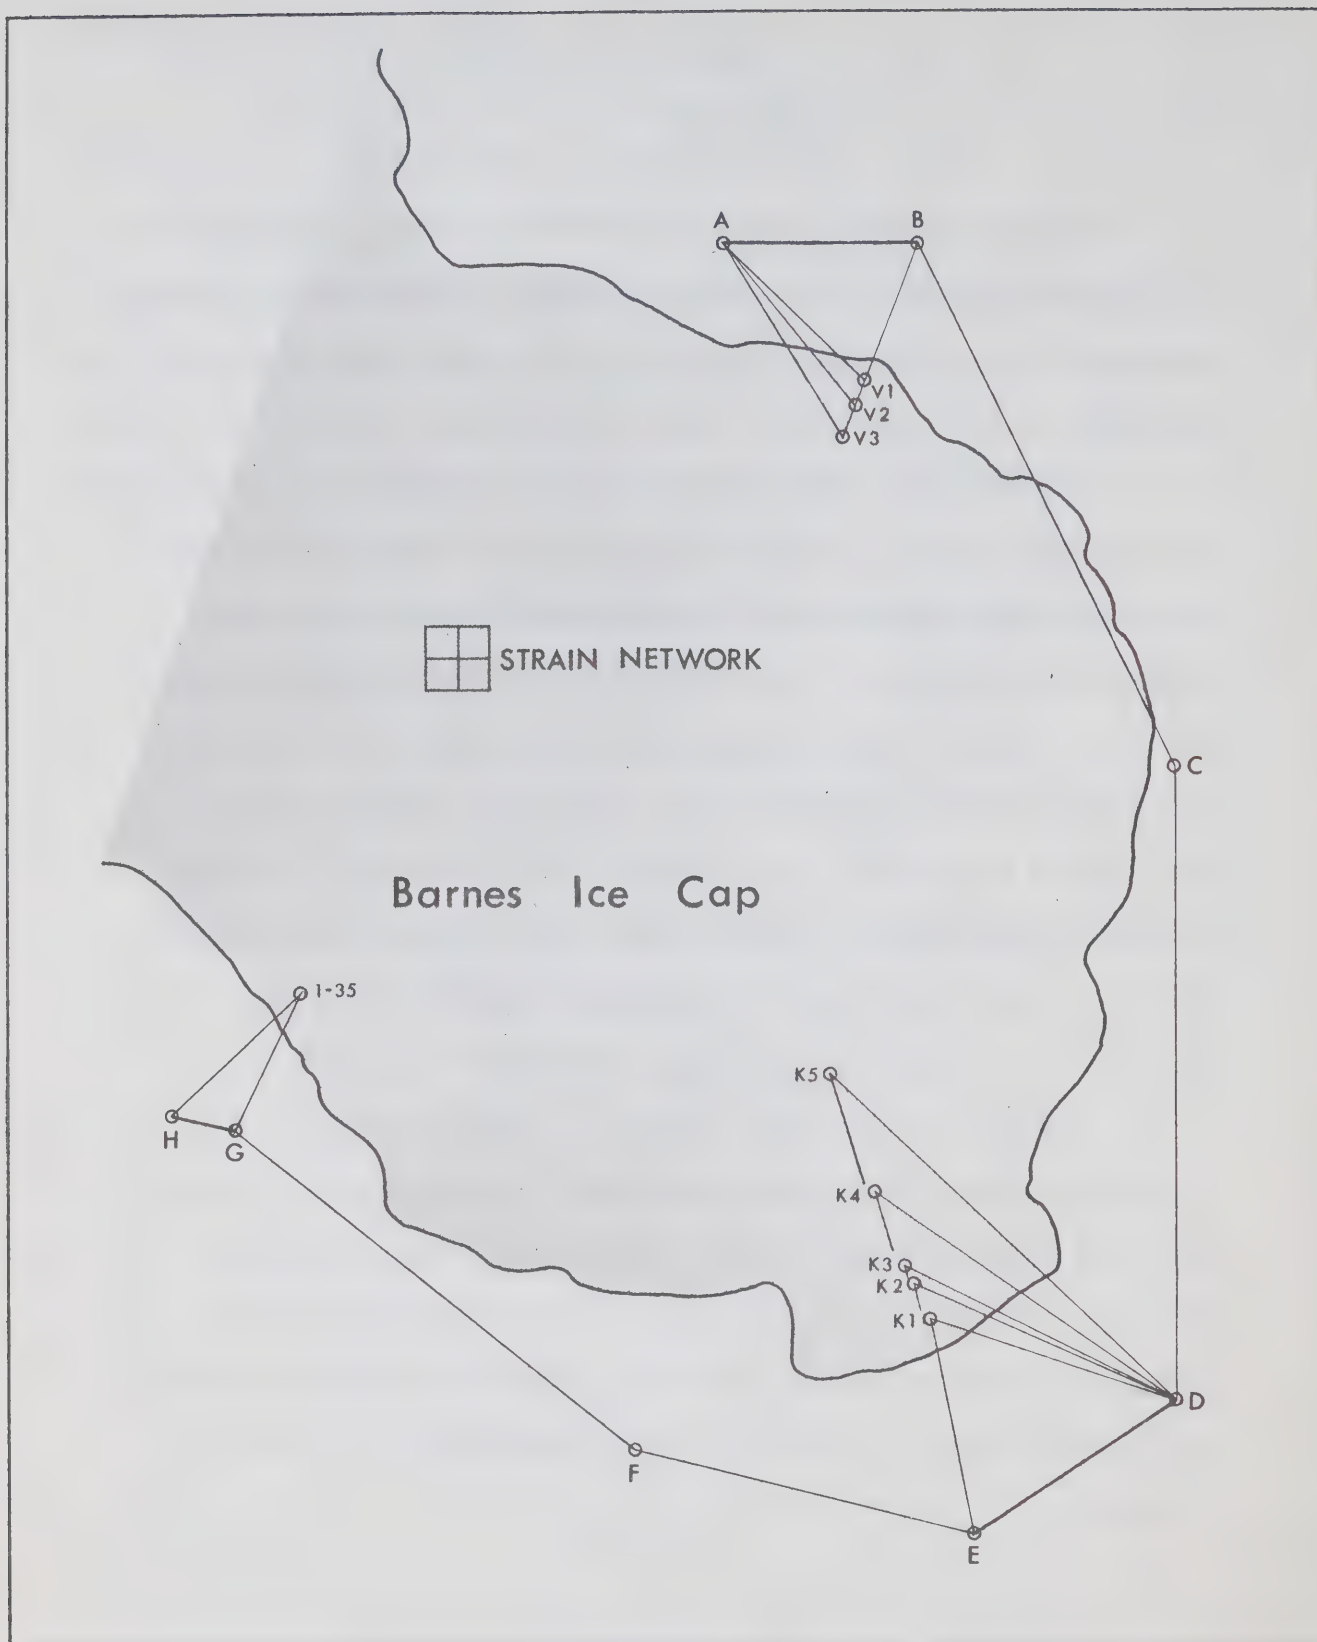 A
B
V1
V2
V3
STRAIN NETWORK
C
Barnes Ice Cap
1-35
K5
H
G
K4
K3
K2
K1
D
F
E